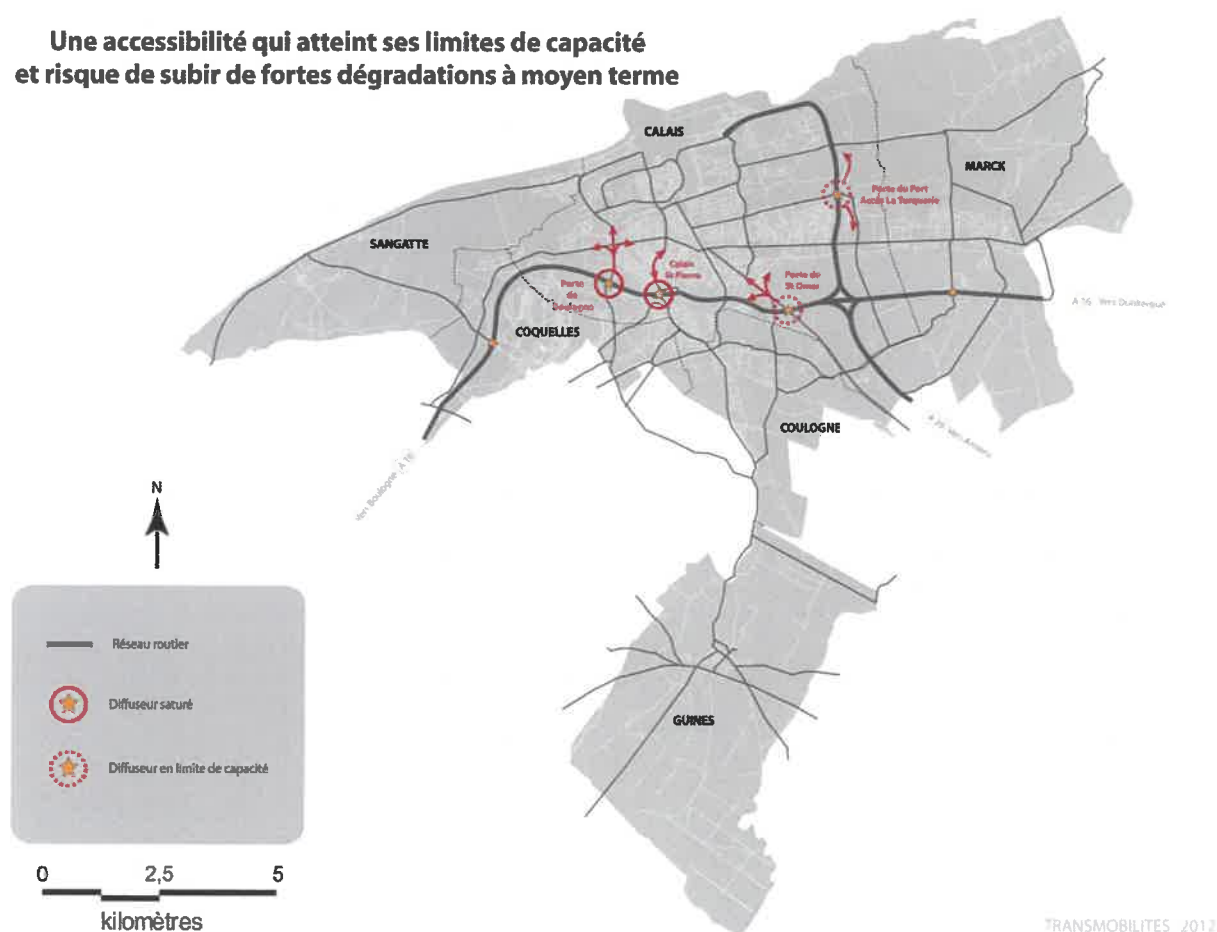 Une accessibilité qui atteint ses limites de capacité
et risque de subir de fortes dégradations à moyen terme
CALAIS
MARCK
Porte du Port
Accès La Turquerie
SANGATTE
Calais
St Pierre
Porte de
St Omer
Porte
de
Boulogne
A 16 Vers Dunkerque
COQUELLES
COULOGNE
A 26 Vers Amiens
Vers Boulogne A 16
N
Réseau routier
Diffuseur saturé
Diffuseur en limite de capacité
GUINES
0 2,5 5
kilomètres
TRANSMOBILITES 2012